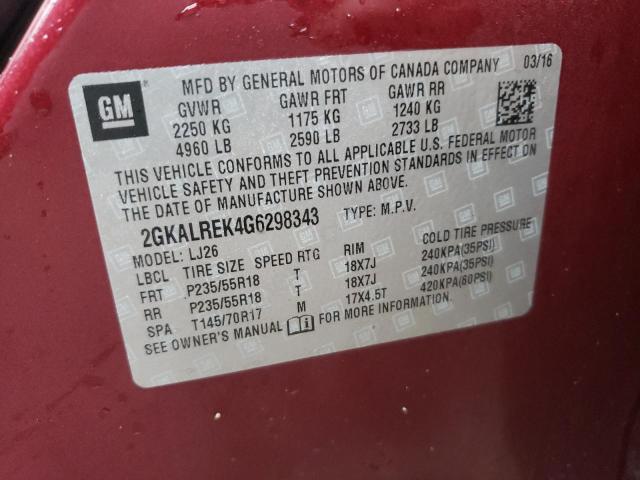 GM
MFD BY GENERAL MOTORS OF CANADA COMPANY 03/16
GVWR GAWR FRT GAWR RR
2250 KG 1175 KG 1240 KG
4960 LB 2590 LB 2733 LB
THIS VEHICLE CONFORMS TO ALL APPLICABLE U.S. FEDERAL MOTOR
VEHICLE SAFETY AND THEFT PREVENTION STANDARDS IN EFFECT ON
THE DATE OF MANUFACTURE SHOWN ABOVE.
2GKALREK4G6298343 TYPE: M.P.V.
MODEL: LJ26
LBCL TIRE SIZE SPEED RTG RIM COLD TIRE PRESSURE
FRT P235/55R18 T 18X7J 240KPA(35PSI)
RR P235/55R18 T 18X7J 240KPA(35PSI)
SPA T145/70R17 M 17X4.5T 420KPA(60PSI)
SEE OWNER'S MANUAL FOR MORE INFORMATION.